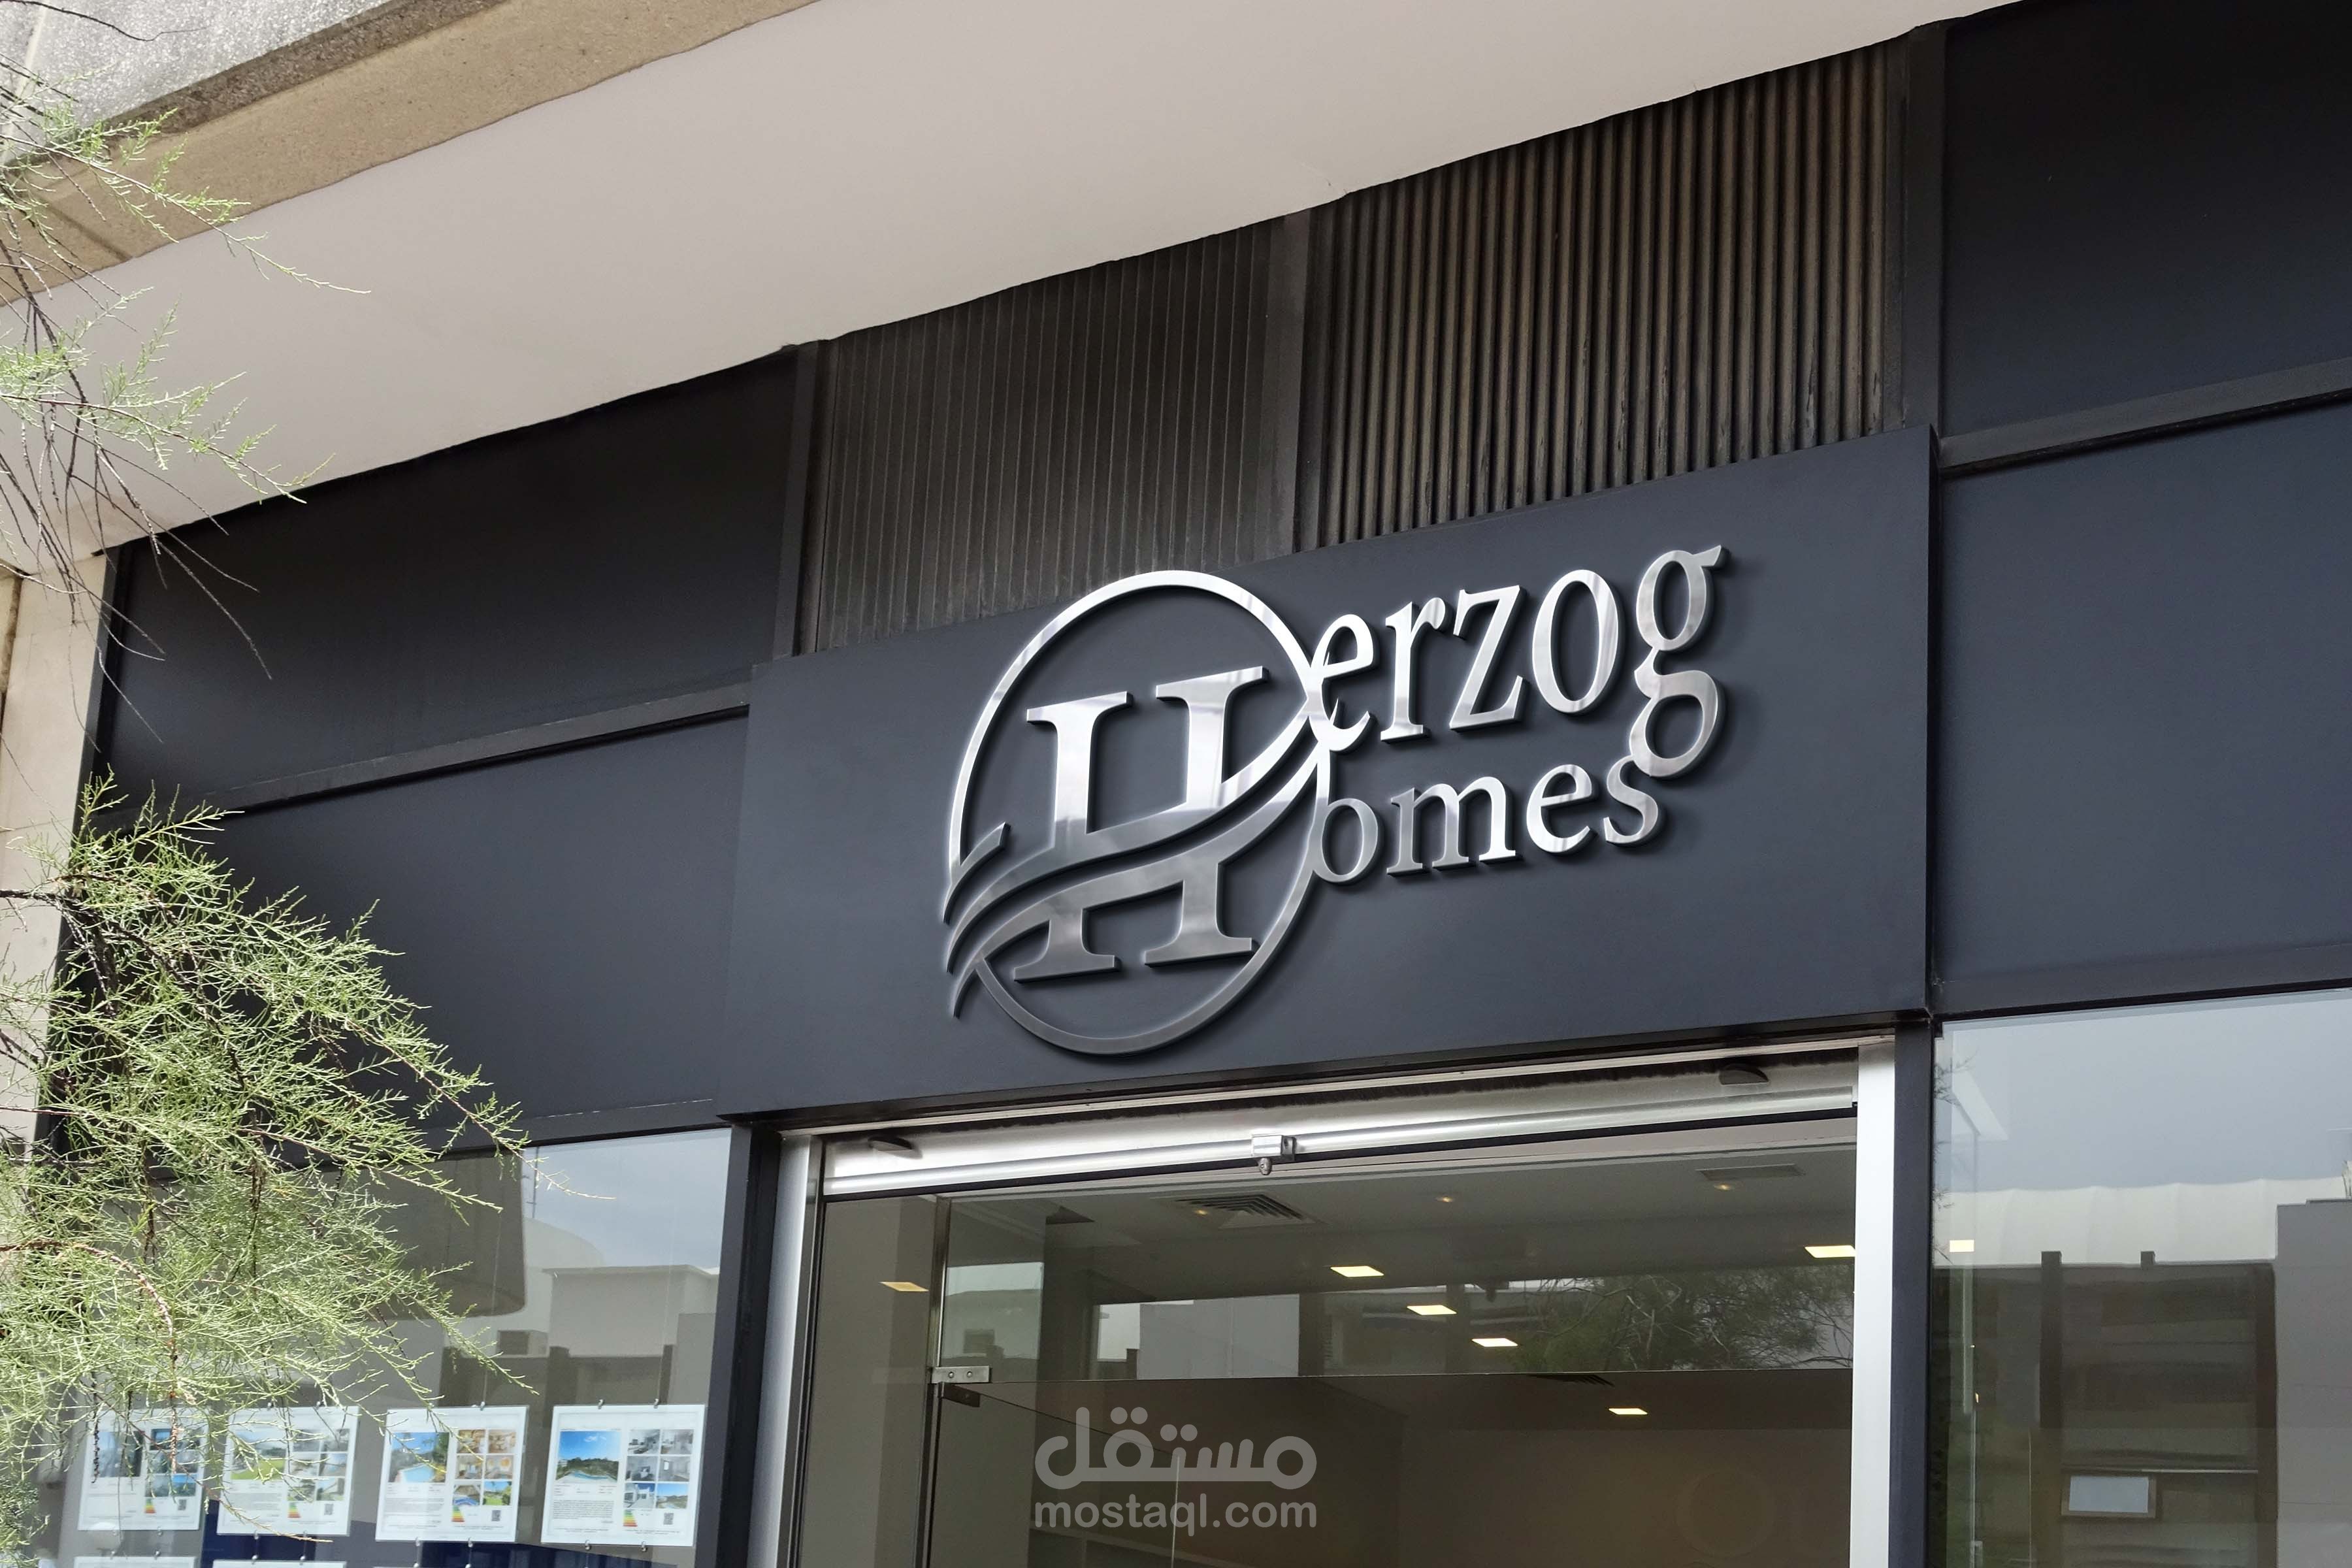 Herzog
Homes
مستقل
mostaql.com